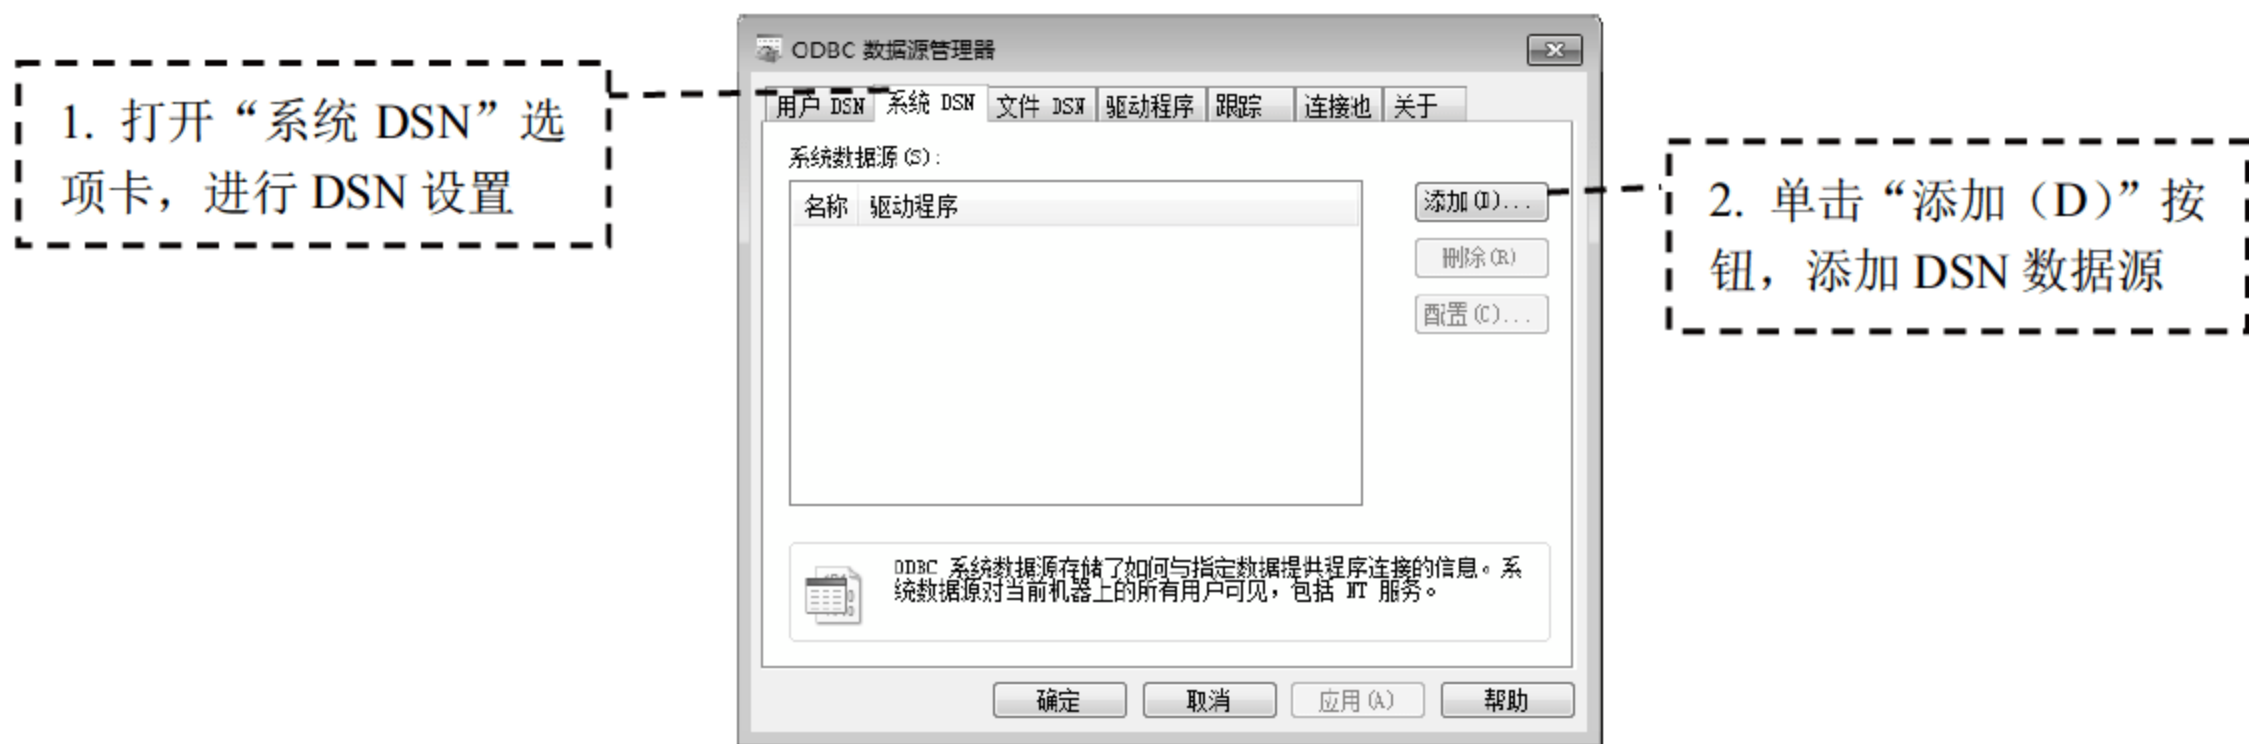 1. 打开“系统 DSN”选
项卡，进行 DSN 设置
ODBC 数据源管理器
用户 DSN 系统 DSN 文件 DSN 驱动程序 跟踪 连接池 关于
系统数据源(S):
名称 驱动程序
添加(D)...
删除(R)
配置(C)...
2. 单击“添加（D）”按
钮，添加 DSN 数据源
ODBC 系统数据源存储了如何与指定数据提供程序连接的信息。系
统数据源对当前机器上的所有用户可见，包括 NT 服务。
确定 取消 应用(A) 帮助